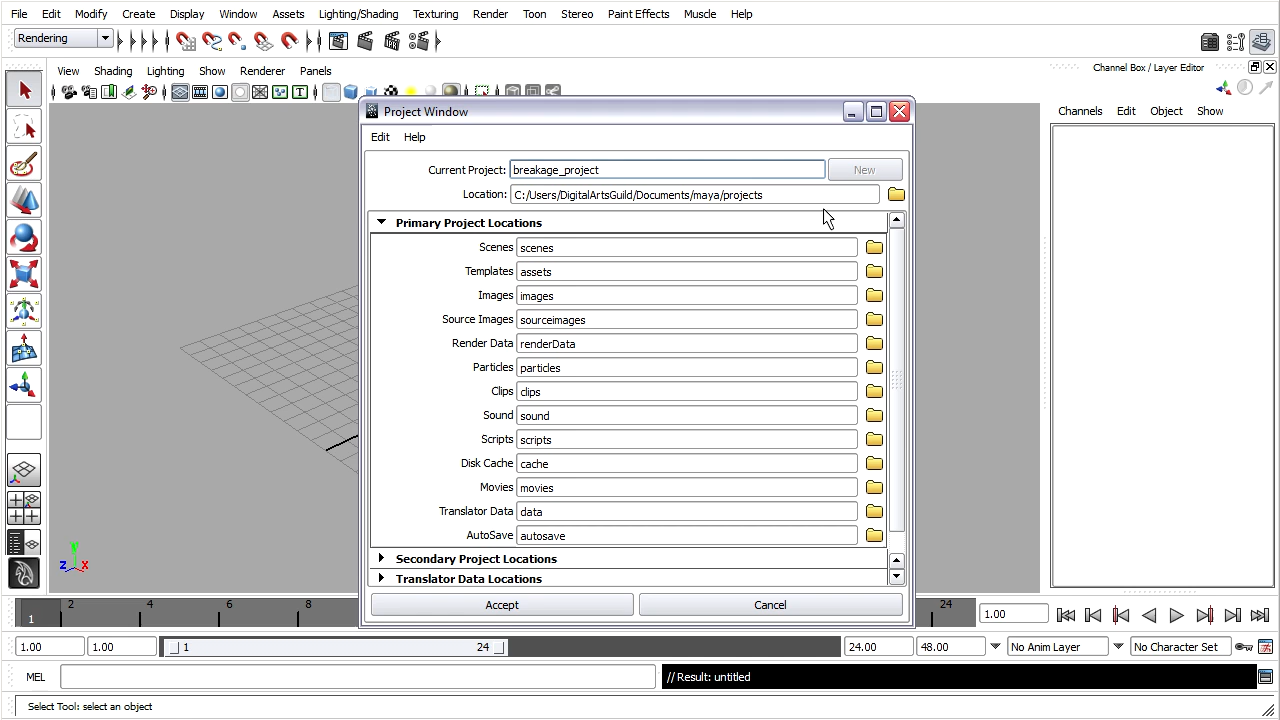 File Edit Modify Create Display Window Assets Lighting/Shading Texturing Render Toon Stereo Paint Effects Muscle Help
Rendering
View Shading Lighting Show Renderer Panels
Channel Box / Layer Editor
Channels Edit Object Show
Project Window
Edit Help
Current Project: breakage_project New
Location: C:/Users/DigitalArtsGuild/Documents/maya/projects
Primary Project Locations
Scenes scenes
Templates assets
Images images
Source Images sourceimages
Render Data renderData
Particles particles
Clips clips
Sound sound
Scripts scripts
Disk Cache cache
Movies movies
Translator Data data
AutoSave autosave
Secondary Project Locations
Translator Data Locations
Accept Cancel
y
z x
1 2 4 6 8 24 1.00
1.00 1.00 1 24 24.00 48.00 No Anim Layer No Character Set
MEL // Result: untitled
Select Tool: select an object